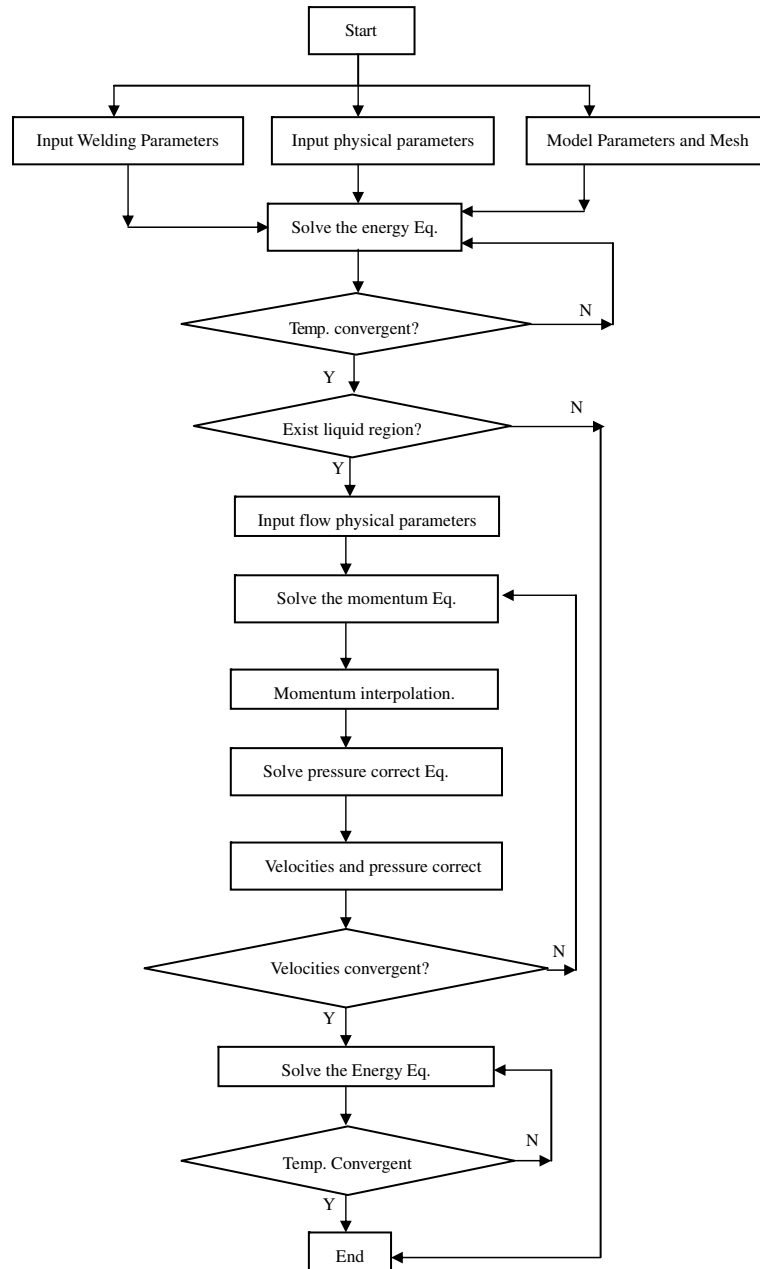 Start
Input Welding Parameters
Input physical parameters
Model Parameters and Mesh
Solve the energy Eq.
Temp. convergent?
N
Y
Exist liquid region?
N
Y
Input flow physical parameters
Solve the momentum Eq.
Momentum interpolation.
Solve pressure correct Eq.
Velocities and pressure correct
Velocities convergent?
N
Y
Solve the Energy Eq.
Temp. Convergent
N
Y
End